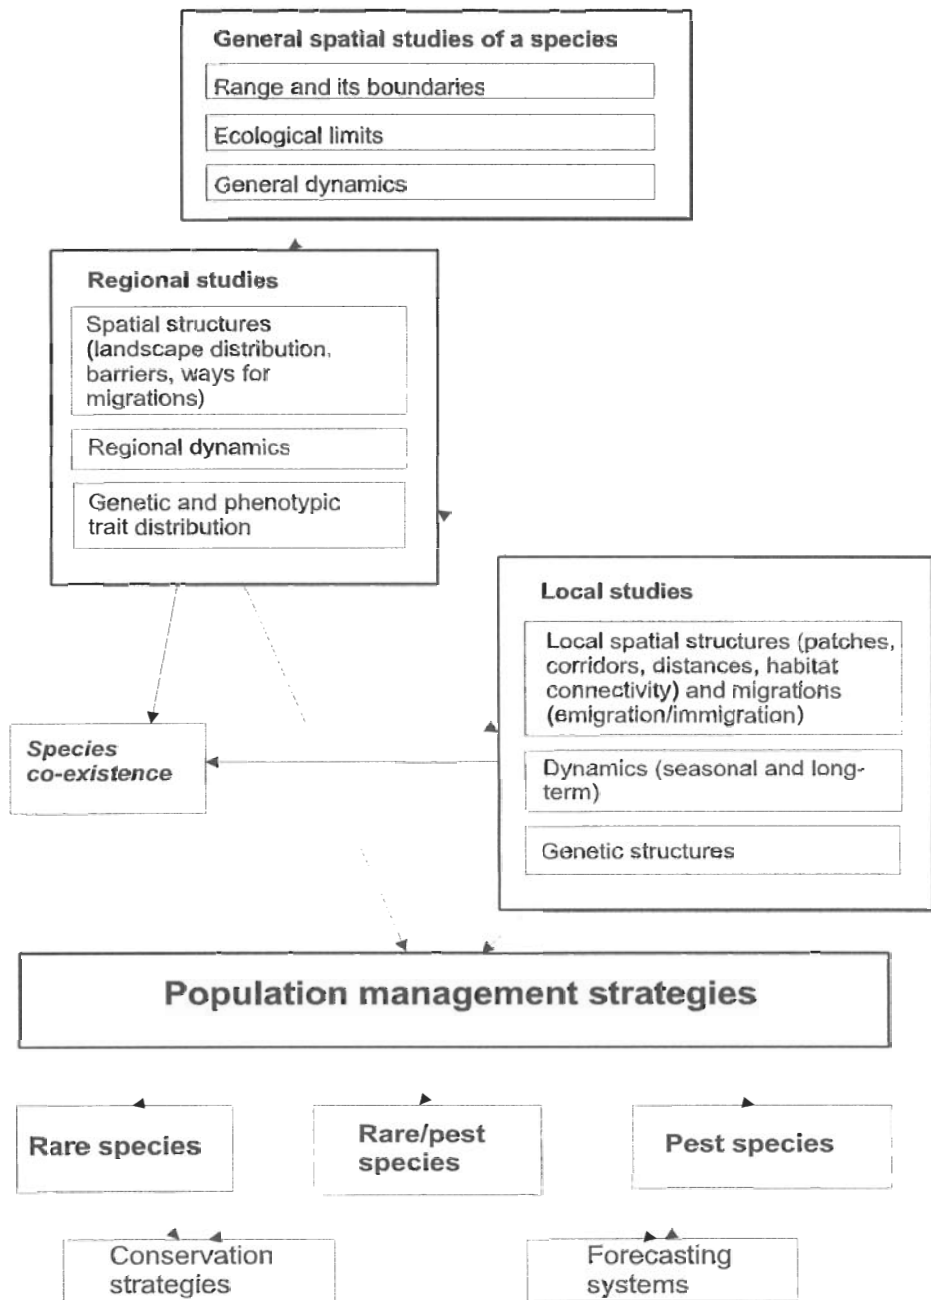 General spatial studies of a species
Range and its boundaries
Ecological limits
General dynamics
Regional studies
Spatial structures
(landscape distribution,
barriers, ways for
migrations)
Regional dynamics
Genetic and phenotypic
trait distribution
Local studies
Local spatial structures (patches,
corridors, distances, habitat
connectivity) and migrations
(emigration/immigration)
Dynamics (seasonal and long-
term)
Genetic structures
Species
co-existence
Population management strategies
Rare species
Rare/pest
species
Pest species
Conservation
strategies
Forecasting
systems